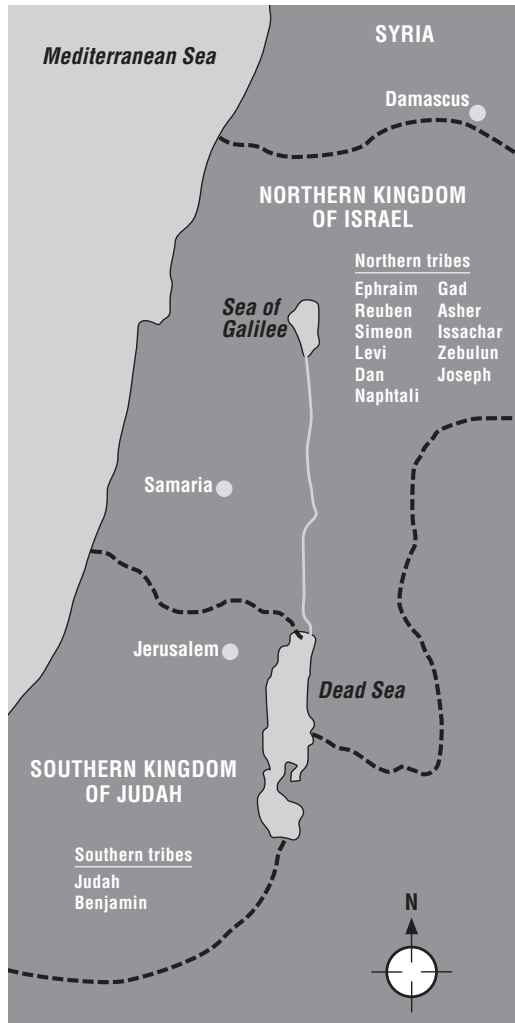 Mediterranean Sea
SYRIA
Damascus
NORTHERN KINGDOM
OF ISRAEL
Northern tribes
Ephraim Gad
Reuben Asher
Simeon Issachar
Levi Zebulun
Dan Joseph
Naphtali
Sea of
Galilee
Samaria
Jerusalem
Dead Sea
SOUTHERN KINGDOM
OF JUDAH
Southern tribes
Judah
Benjamin
N